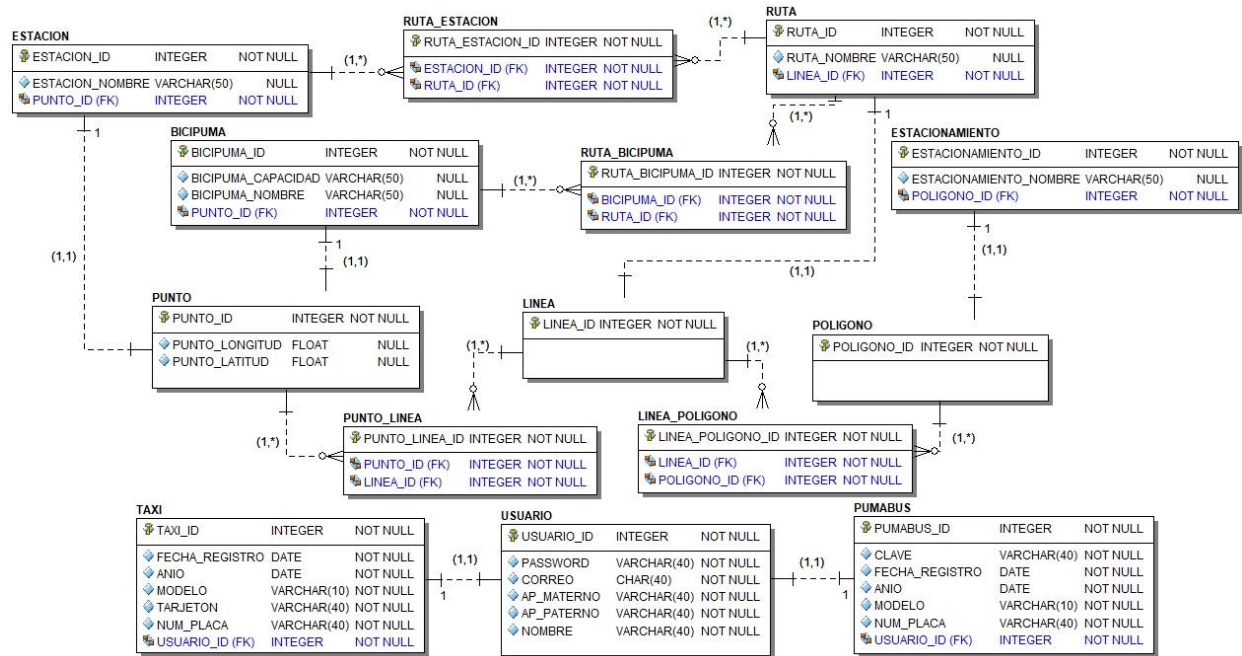 ESTACION
ESTACION_ID INTEGER NOT NULL
ESTACION_NOMBRE VARCHAR(50) NULL
PUNTO_ID (FK) INTEGER NOT NULL
1
(1,*)
RUTA_ESTACION
RUTA_ESTACION_ID INTEGER NOT NULL
ESTACION_ID (FK) INTEGER NOT NULL
RUTA_ID (FK) INTEGER NOT NULL
(1,*)
RUTA
RUTA_ID INTEGER NOT NULL
RUTA_NOMBRE VARCHAR(50) NULL
LINEA_ID (FK) INTEGER NOT NULL
(1,*)
1
BICIPUMA
BICIPUMA_ID INTEGER NOT NULL
BICIPUMA_CAPACIDAD VARCHAR(50) NULL
BICIPUMA_NOMBRE VARCHAR(50) NULL
PUNTO_ID (FK) INTEGER NOT NULL
1
(1,1)
(1,*)
RUTA_BICIPUMA
RUTA_BICIPUMA_ID INTEGER NOT NULL
BICIPUMA_ID (FK) INTEGER NOT NULL
RUTA_ID (FK) INTEGER NOT NULL
ESTACIONAMIENTO
ESTACIONAMIENTO_ID INTEGER NOT NULL
ESTACIONAMIENTO_NOMBRE VARCHAR(50) NULL
POLIGONO_ID (FK) INTEGER NOT NULL
1
(1,1)
(1,1)
(1,1)
PUNTO
PUNTO_ID INTEGER NOT NULL
PUNTO_LONGITUD FLOAT NULL
PUNTO_LATITUD FLOAT NULL
(1,*)
LINEA
LINEA_ID INTEGER NOT NULL
(1,*)
(1,*)
POLIGONO
POLIGONO_ID INTEGER NOT NULL
(1,*)
PUNTO_LINEA
PUNTO_LINEA_ID INTEGER NOT NULL
PUNTO_ID (FK) INTEGER NOT NULL
LINEA_ID (FK) INTEGER NOT NULL
LINEA_POLIGONO
LINEA_POLIGONO_ID INTEGER NOT NULL
LINEA_ID (FK) INTEGER NOT NULL
POLIGONO_ID (FK) INTEGER NOT NULL
TAXI
TAXI_ID INTEGER NOT NULL
FECHA_REGISTRO DATE NOT NULL
ANIO DATE NOT NULL
MODELO VARCHAR(10) NOT NULL
TARJETON VARCHAR(40) NOT NULL
NUM_PLACA VARCHAR(40) NOT NULL
USUARIO_ID (FK) INTEGER NOT NULL
(1,1)
1
USUARIO
USUARIO_ID INTEGER NOT NULL
PASSWORD VARCHAR(40) NOT NULL
CORREO CHAR(40) NOT NULL
AP_MATERNO VARCHAR(40) NOT NULL
AP_PATERNO VARCHAR(40) NOT NULL
NOMBRE VARCHAR(40) NOT NULL
(1,1)
1
PUMABUS
PUMABUS_ID INTEGER NOT NULL
CLAVE VARCHAR(40) NOT NULL
FECHA_REGISTRO DATE NOT NULL
ANIO DATE NOT NULL
MODELO VARCHAR(10) NOT NULL
NUM_PLACA VARCHAR(40) NOT NULL
USUARIO_ID (FK) INTEGER NOT NULL